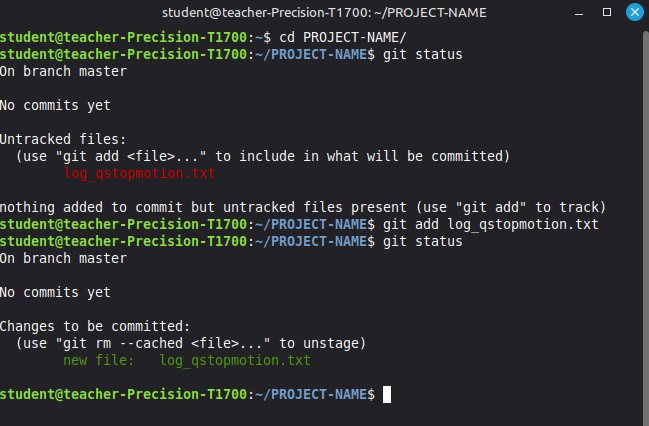 student@teacher-Precision-T1700: ~/PROJECT-NAME
student@teacher-Precision-T1700:~$ cd PROJECT-NAME/
student@teacher-Precision-T1700:~/PROJECT-NAME$ git status
On branch master

No commits yet

Untracked files:
  (use "git add <file>..." to include in what will be committed)
        log_qstopmotion.txt

nothing added to commit but untracked files present (use "git add" to track)
student@teacher-Precision-T1700:~/PROJECT-NAME$ git add log_qstopmotion.txt
student@teacher-Precision-T1700:~/PROJECT-NAME$ git status
On branch master

No commits yet

Changes to be committed:
  (use "git rm --cached <file>..." to unstage)
        new file:   log_qstopmotion.txt

student@teacher-Precision-T1700:~/PROJECT-NAME$